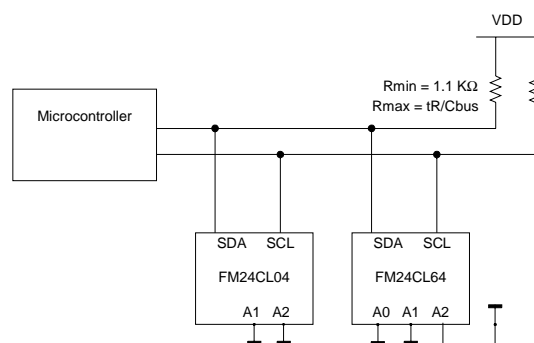 VDD
Rmin = 1.1 KΩ
Rmax = tR/Cbus
Microcontroller
SDA SCL
SDA SCL
FM24CL04
FM24CL64
A1 A2
A0 A1 A2